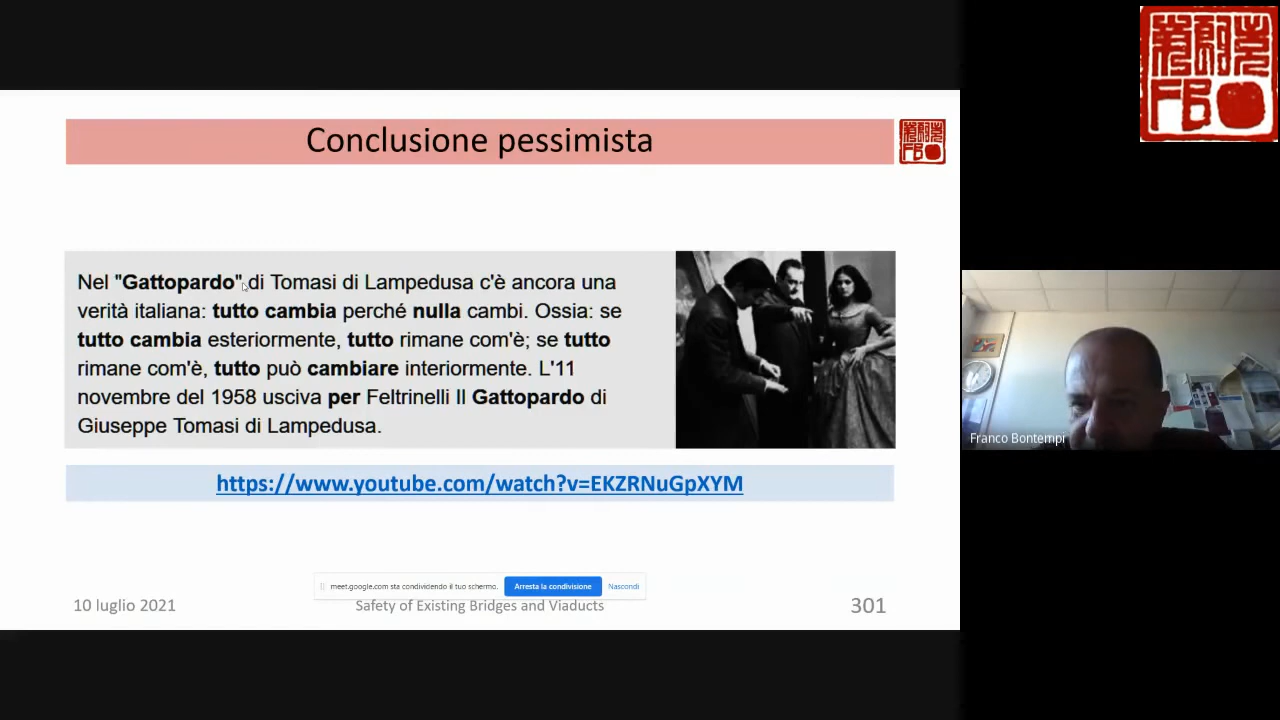 Conclusione pessimista
Nel "Gattopardo" di Tomasi di Lampedusa c'è ancora una
verità italiana: tutto cambia perché nulla cambi. Ossia: se
tutto cambia esteriormente, tutto rimane com'è; se tutto
rimane com'è, tutto può cambiare interiormente. L'11
novembre del 1958 usciva per Feltrinelli Il Gattopardo di
Giuseppe Tomasi di Lampedusa.
https://www.youtube.com/watch?v=EKZRNuGpXYM
meet.google.com sta condividendo il tuo schermo.
Arresta la condivisione
Nascondi
10 luglio 2021
Safety of Existing Bridges and Viaducts
301
Franco Bontempi
FB